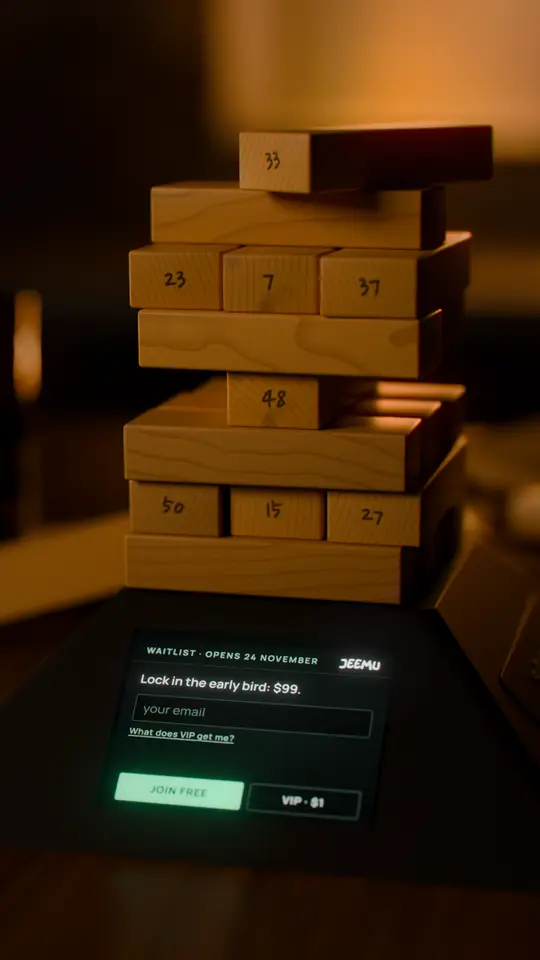 33
23 7 37
48
50 15 27
WAITLIST · OPENS 24 NOVEMBER JEEMU
Lock in the early bird: $99.
your email
What does VIP get me?
JOIN FREE VIP · $1